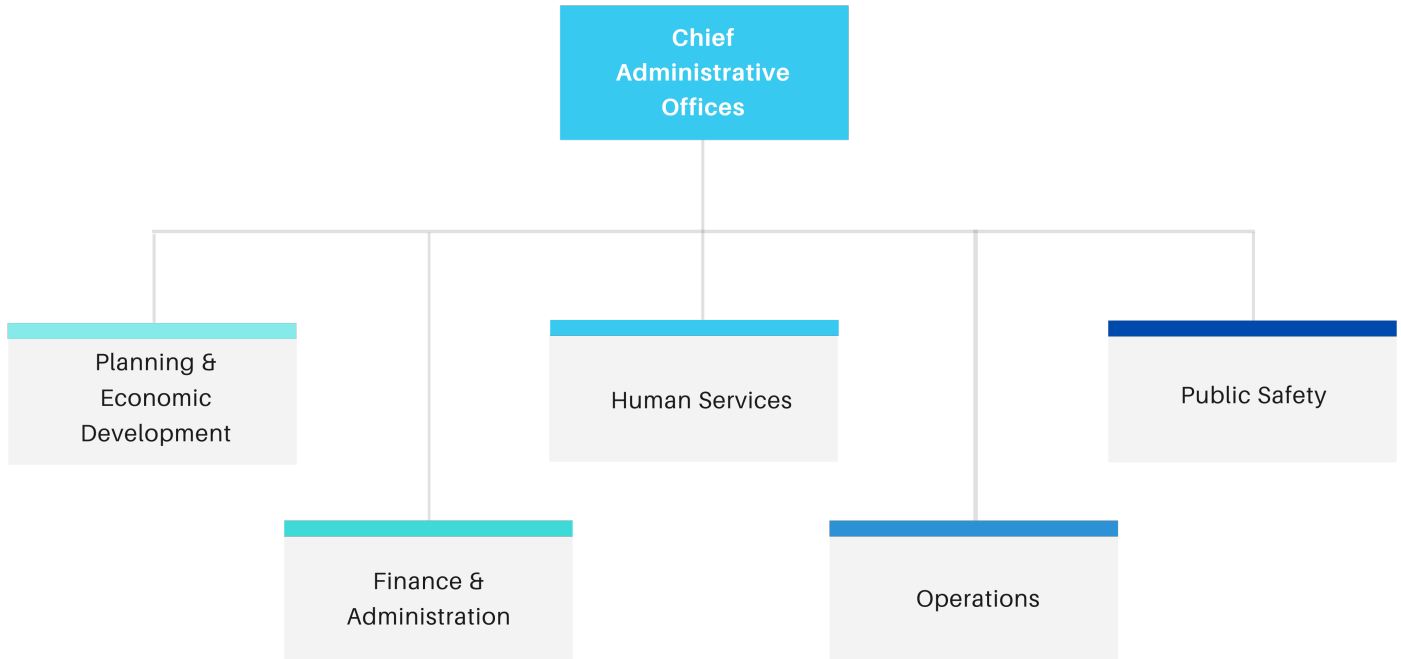 Chief
Administrative
Offices
Planning &
Economic
Development
Human Services
Public Safety
Finance &
Administration
Operations